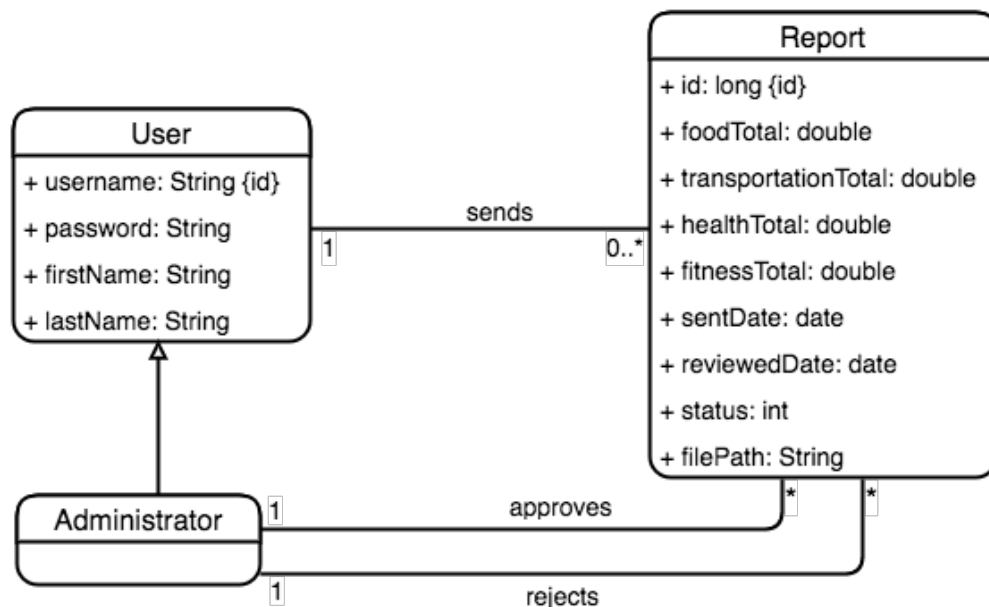 User
+ username: String {id}
+ password: String
+ firstName: String
+ lastName: String
sends
1
0..*
Report
+ id: long {id}
+ foodTotal: double
+ transportationTotal: double
+ healthTotal: double
+ fitnessTotal: double
+ sentDate: date
+ reviewedDate: date
+ status: int
+ filePath: String
Administrator
1
approves
*
1
rejects
*